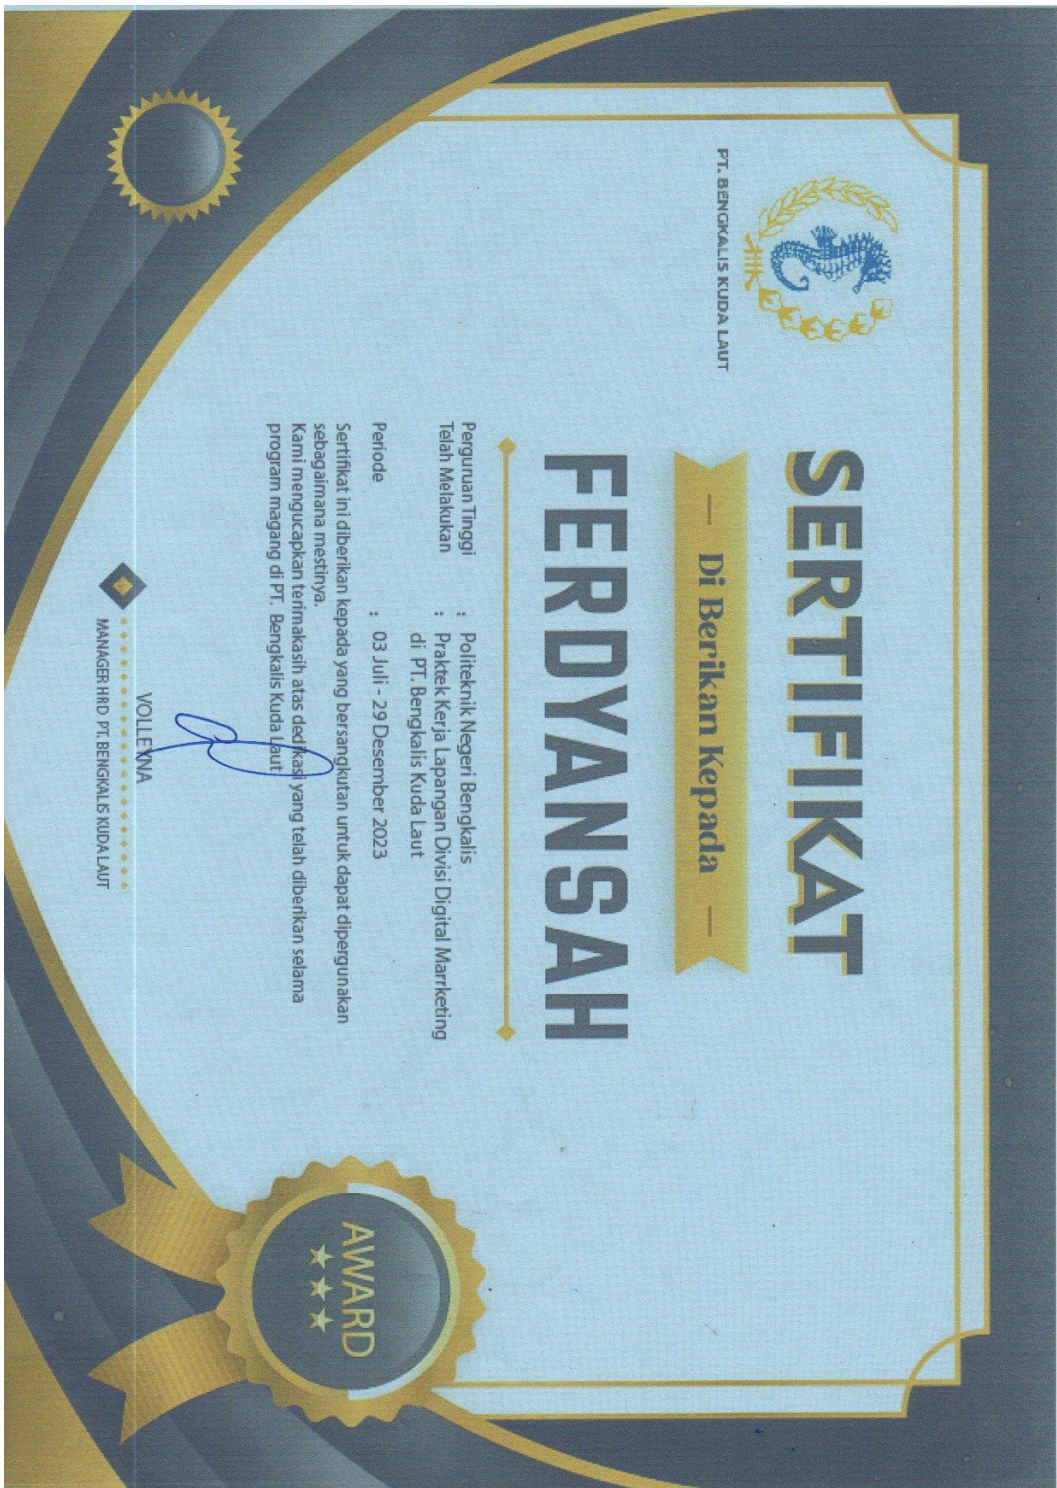 PT. BENGKALIS KUDA LAUT
SERTIFIKAT
Di Berikan Kepada
FERDYANSAH
Perguruan Tinggi : Politeknik Negeri Bengkalis
Telah Melakukan : Praktek Kerja Lapangan Divisi Digital Marrketing
di PT. Bengkalis Kuda Laut
Periode : 03 Juli - 29 Desember 2023
Sertifikat ini diberikan kepada yang bersangkutan untuk dapat dipergunakan
sebagaimana mestinya.
Kami mengucapkan terimakasih atas dedikasi yang telah diberikan selama
program magang di PT. Bengkalis Kuda Laut
VOLLEYNA
MANAGER HRD PT. BENGKALIS KUDA LAUT
AWARD